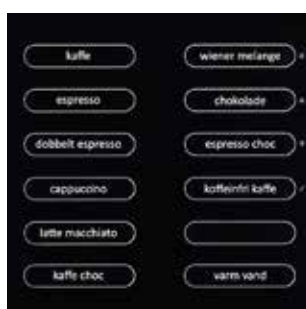 kaffe
espresso
dobbelt espresso
cappuccino
latte macchiato
kaffe choc
wiener melange
chokolade
espresso choc
koffeinfri kaffe
varm vand